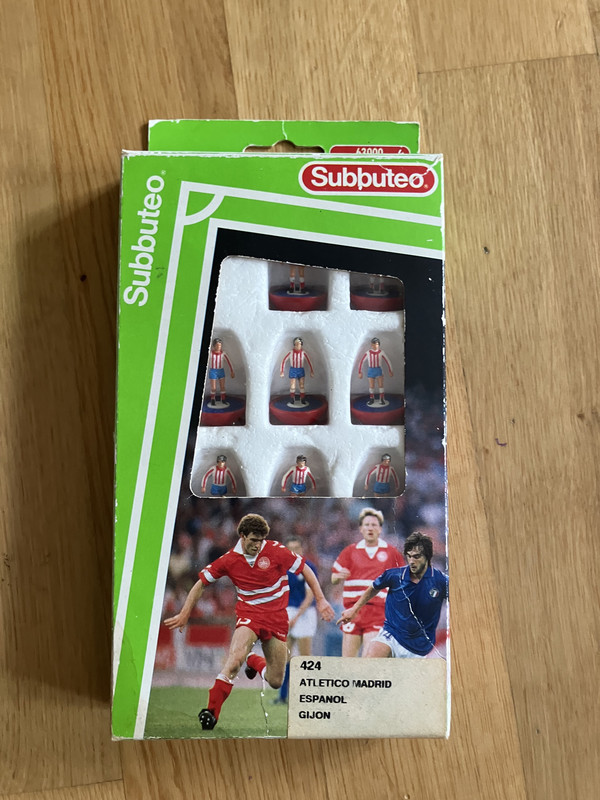 63000
Subbuteo
Subbuteo
424
ATLETICO MADRID
ESPANOL
GIJON